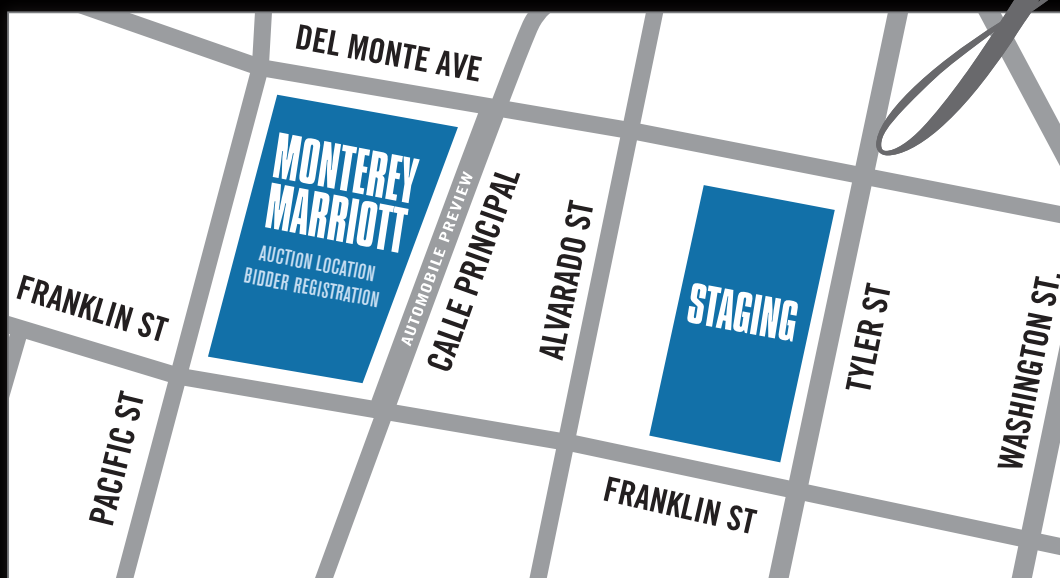 DEL MONTE AVE
MONTEREY
MARRIOTT
AUCTION LOCATION
BIDDER REGISTRATION
AUTOMOBILE PREVIEW
CALLE PRINCIPAL
ALVARADO ST
STAGING
TYLER ST
WASHINGTON ST.
FRANKLIN ST
PACIFIC ST
FRANKLIN ST